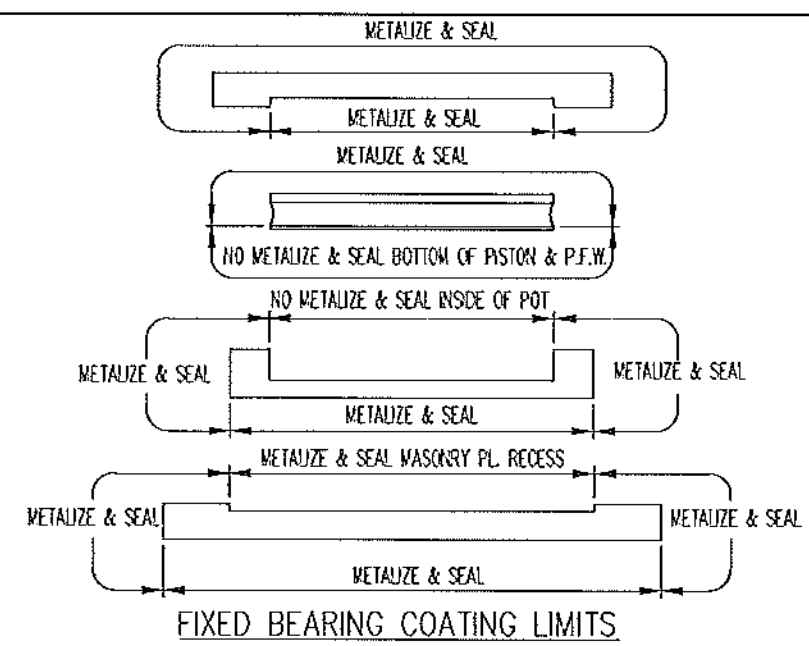 METALIZE & SEAL
METALIZE & SEAL
METALIZE & SEAL
NO METALIZE & SEAL BOTTOM OF PISTON & P.F.W.
NO METALIZE & SEAL INSIDE OF POT
METALIZE & SEAL
METALIZE & SEAL
METALIZE & SEAL
METALIZE & SEAL MASONRY PL. RECESS
METALIZE & SEAL
METALIZE & SEAL
METALIZE & SEAL
FIXED BEARING COATING LIMITS